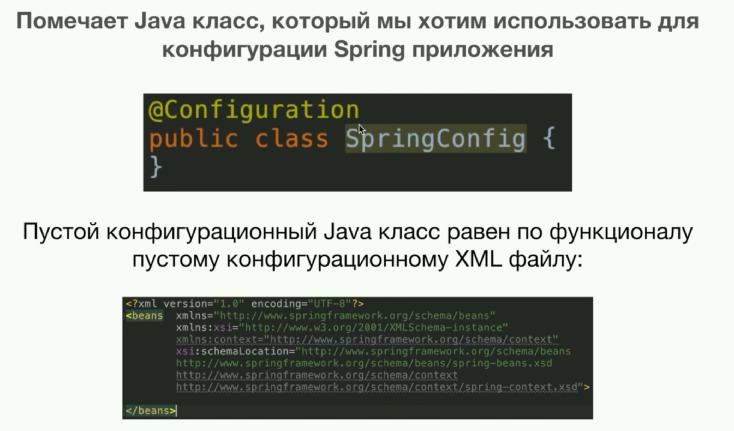 Помечает Java класс, который мы хотим использовать для
конфигурации Spring приложения
@Configuration
public class SpringConfig {
}
Пустой конфигурационный Java класс равен по функционалу
пустому конфигурационному XML файлу:
<?xml version="1.0" encoding="UTF-8"?>
<beans xmlns="http://www.springframework.org/schema/beans"
xmlns:xsi="http://www.w3.org/2001/XMLSchema-instance"
xmlns:context="http://www.springframework.org/schema/context"
xsi:schemaLocation="http://www.springframework.org/schema/beans
http://www.springframework.org/schema/beans/spring-beans.xsd
http://www.springframework.org/schema/context
http://www.springframework.org/schema/context/spring-context.xsd">
</beans>